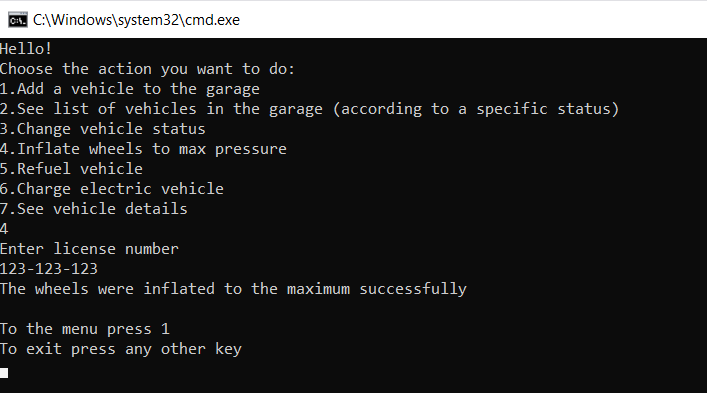 C:\Windows\system32\cmd.exe
Hello!
Choose the action you want to do:
1.Add a vehicle to the garage
2.See list of vehicles in the garage (according to a specific status)
3.Change vehicle status
4.Inflate wheels to max pressure
5.Refuel vehicle
6.Charge electric vehicle
7.See vehicle details
4
Enter license number
123-123-123
The wheels were inflated to the maximum successfully
To the menu press 1
To exit press any other key